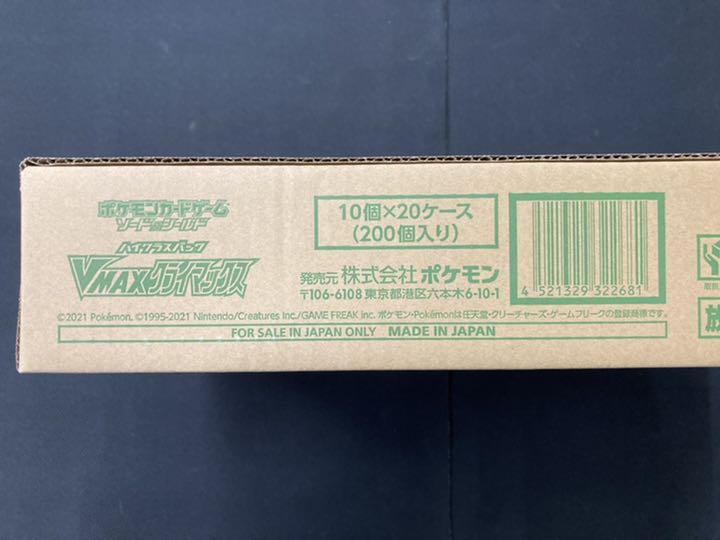 ポケモンカードゲーム
ソード&シールド
ハイクラスパック
VMAXクライマックス
10個×20ケース
(200個入り)
発売元 株式会社 ポケモン
〒106-6108 東京都港区六本木6-10-1
4 521329 322681
©2021 Pokémon. ©1995-2021 Nintendo/Creatures Inc./GAME FREAK inc. ポケモン・Pokémonは任天堂・クリーチャーズ・ゲームフリークの登録商標です。
FOR SALE IN JAPAN ONLY MADE IN JAPAN
取扱
放